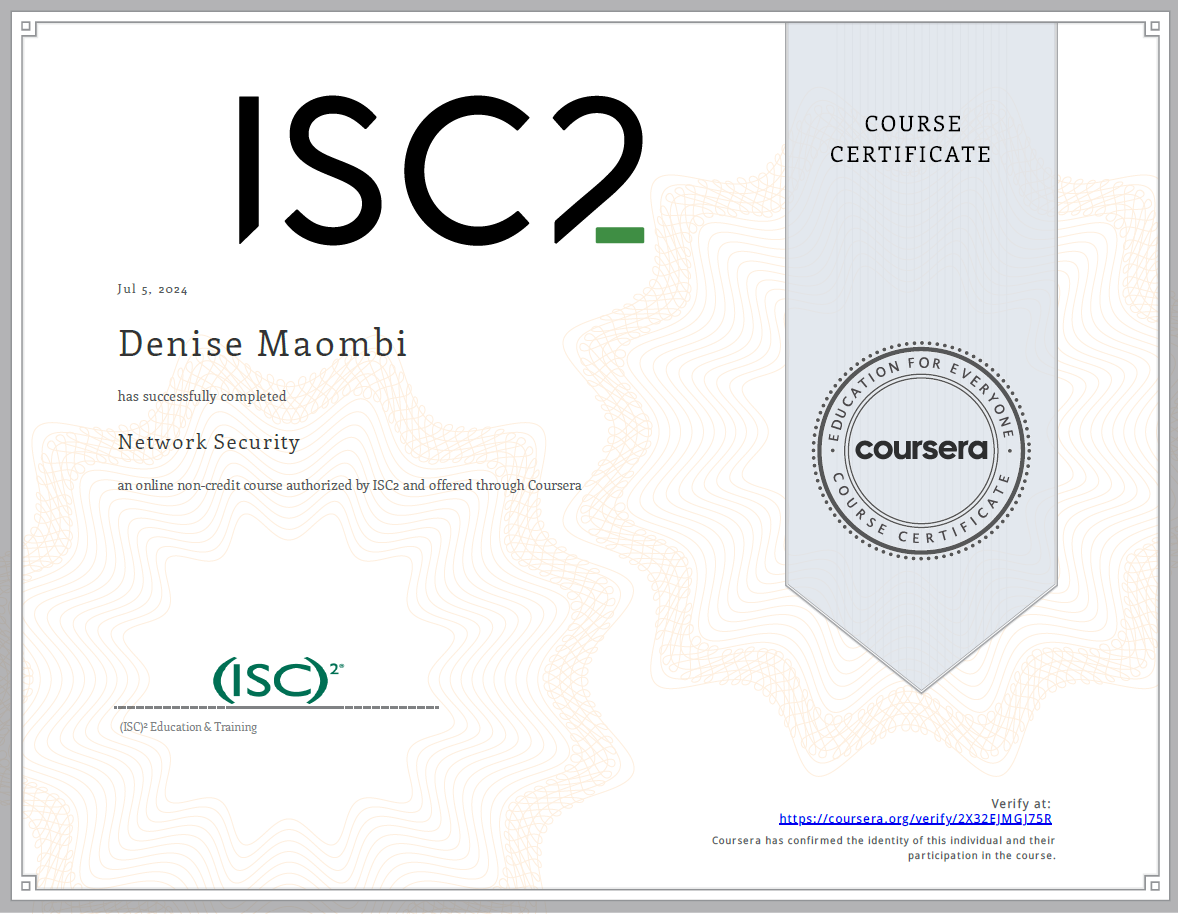 ISC2
COURSE
CERTIFICATE
Jul 5, 2024
Denise Maombi
has successfully completed
Network Security
an online non-credit course authorized by ISC2 and offered through Coursera
EDUCATION FOR EVERYONE
coursera
COURSE CERTIFICATE
(ISC)²®
(ISC)² Education & Training
Verify at:
https://coursera.org/verify/2X32EJMGJ75R
Coursera has confirmed the identity of this individual and their
participation in the course.